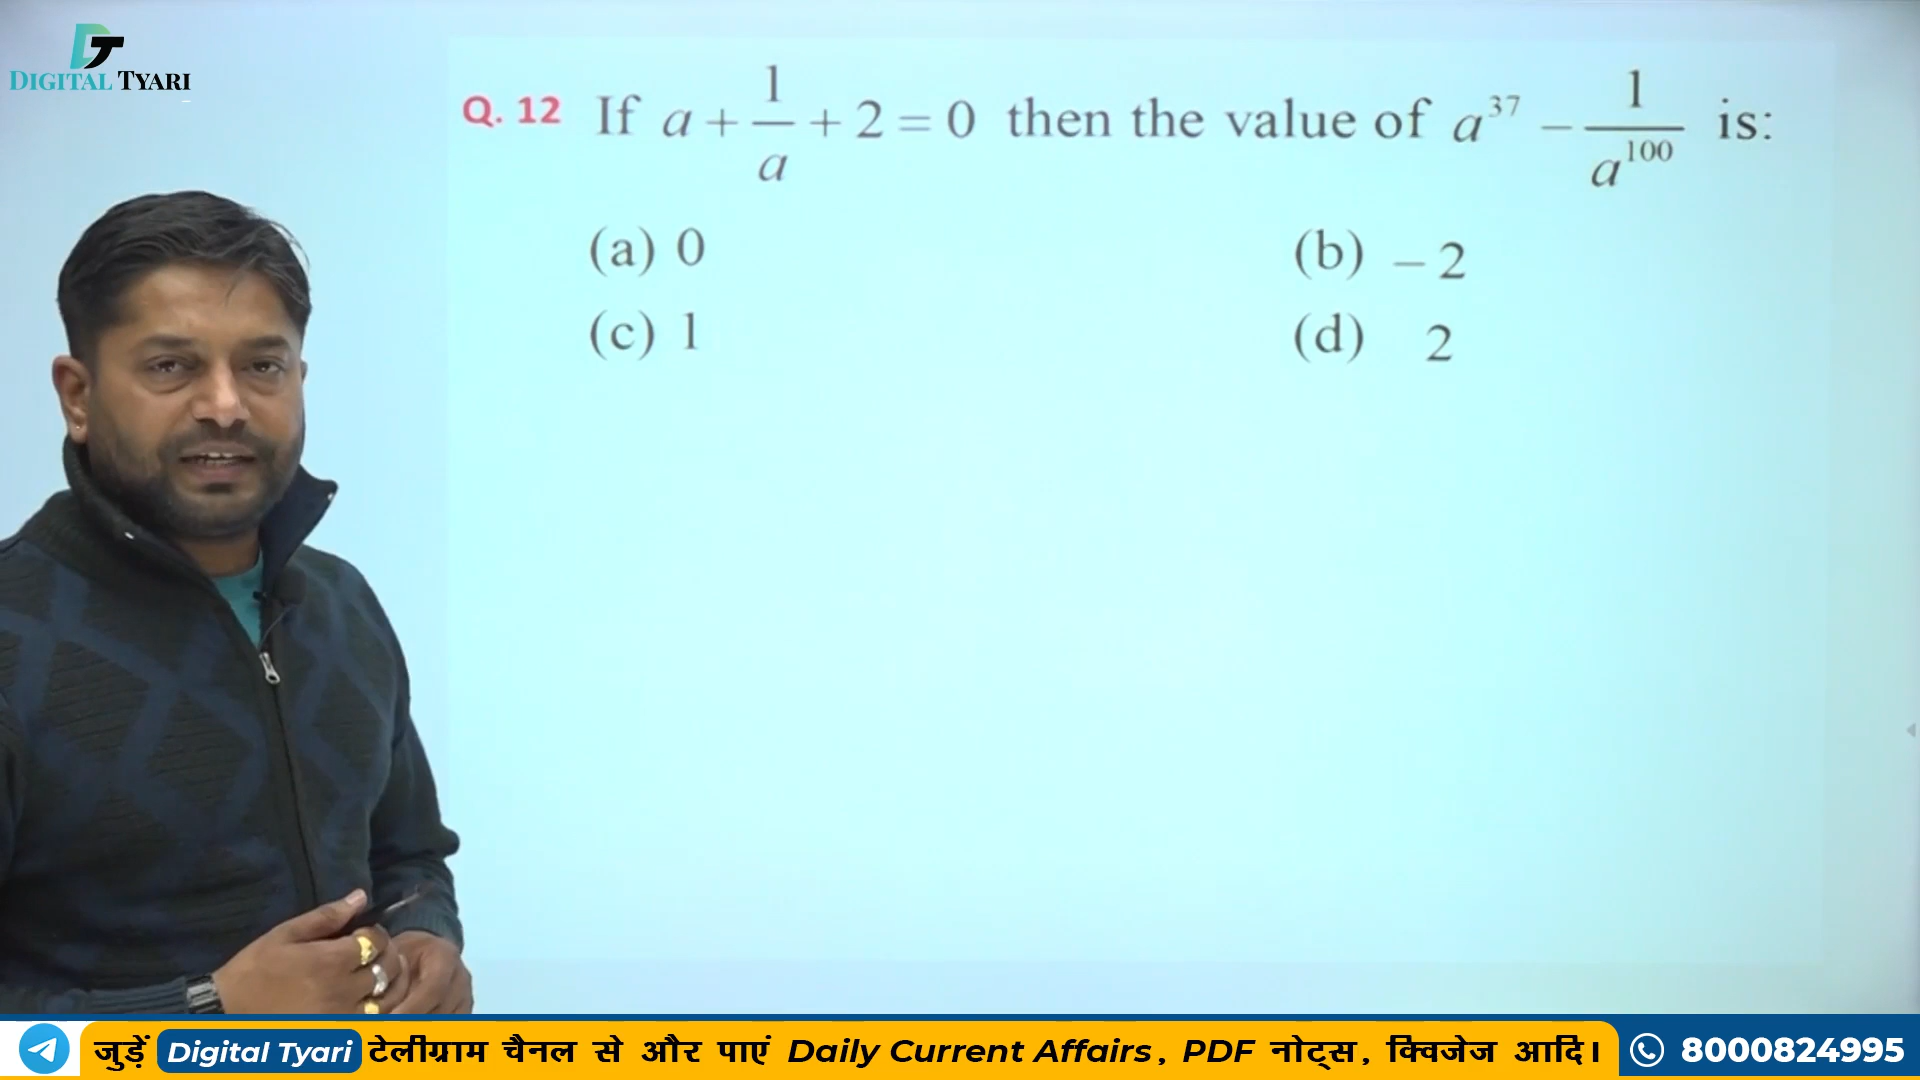 DT
DIGITAL TYARI
Q. 12 If a + 1/a + 2 = 0 then the value of a^37 − 1/a^100 is:
(a) 0 (b) – 2
(c) 1 (d) 2
जुड़ें Digital Tyari टेलीग्राम चैनल से और पाएं Daily Current Affairs, PDF नोट्स, क्विजेज आदि। 8000824995